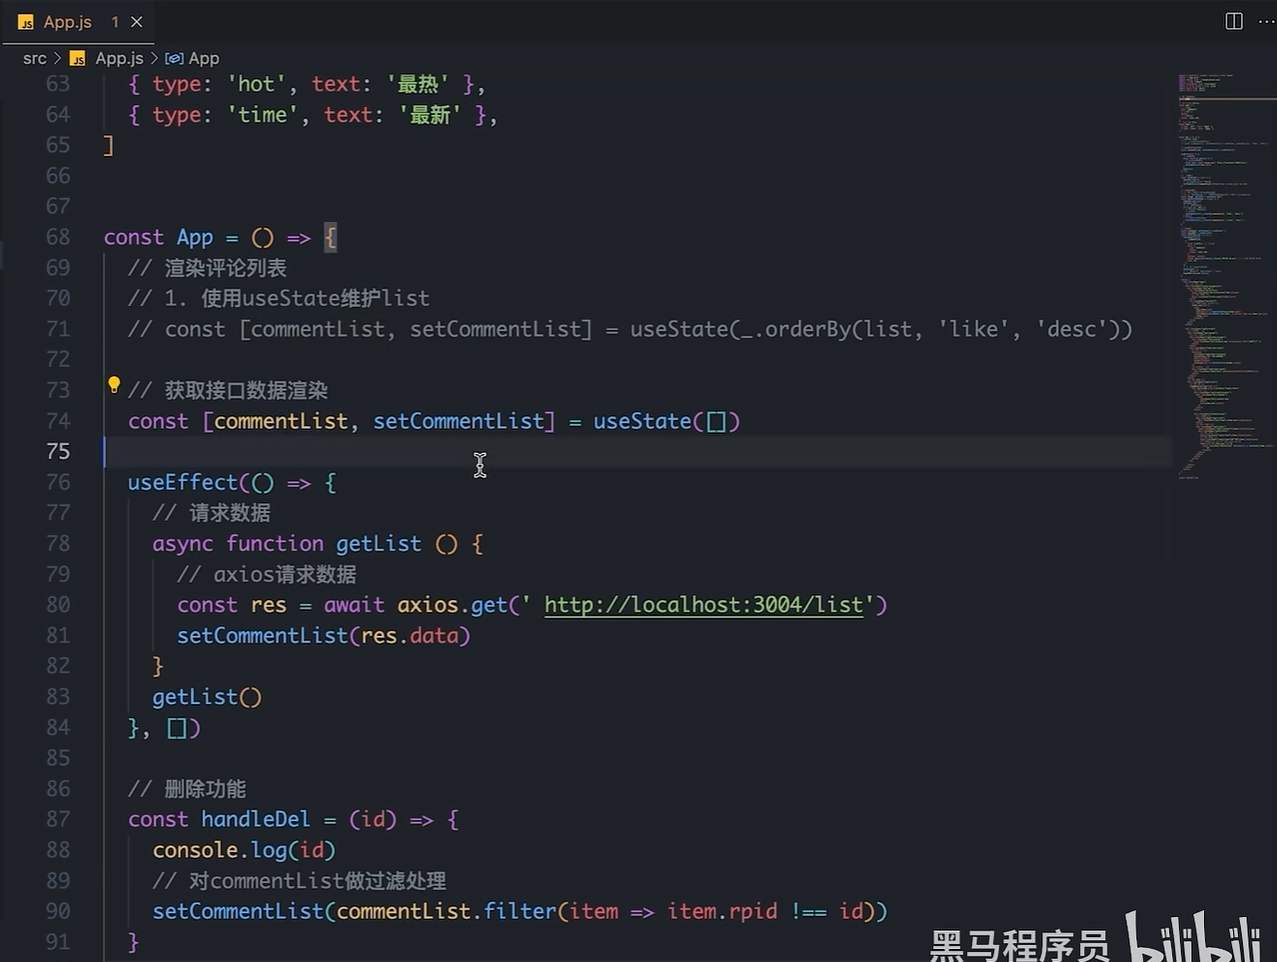 JS App.js 1
src > JS App.js > App
63 { type: 'hot', text: '最热' },
64 { type: 'time', text: '最新' },
65 ]
66
67
68 const App = () => {
69 // 渲染评论列表
70 // 1. 使用useState维护list
71 // const [commentList, setCommentList] = useState(_.orderBy(list, 'like', 'desc'))
72
73 // 获取接口数据渲染
74 const [commentList, setCommentList] = useState([])
75
76 useEffect(() => {
77 // 请求数据
78 async function getList () {
79 // axios请求数据
80 const res = await axios.get(' http://localhost:3004/list')
81 setCommentList(res.data)
82 }
83 getList()
84 }, [])
85
86 // 删除功能
87 const handleDel = (id) => {
88 console.log(id)
89 // 对commentList做过滤处理
90 setCommentList(commentList.filter(item => item.rpid !== id))
91 }
黑马程序员 bilibili